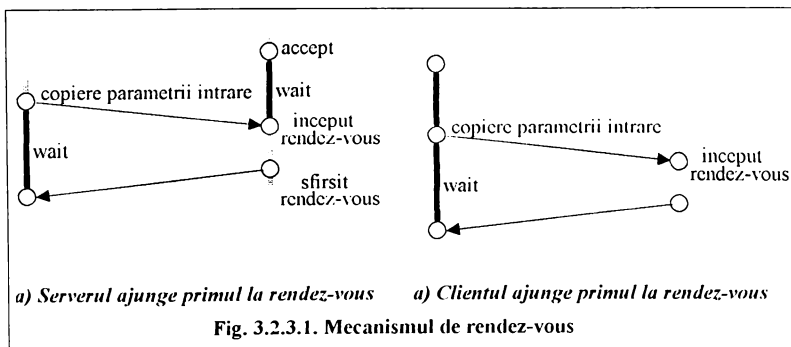 accept
copiere parametrii intrare
wait
inceput
rendez-vous
wait
sfirsit
rendez-vous
copiere parametrii intrare
inceput
rendez-vous
wait
a) Serverul ajunge primul la rendez-vous
a) Clientul ajunge primul la rendez-vous
Fig. 3.2.3.1. Mecanismul de rendez-vous